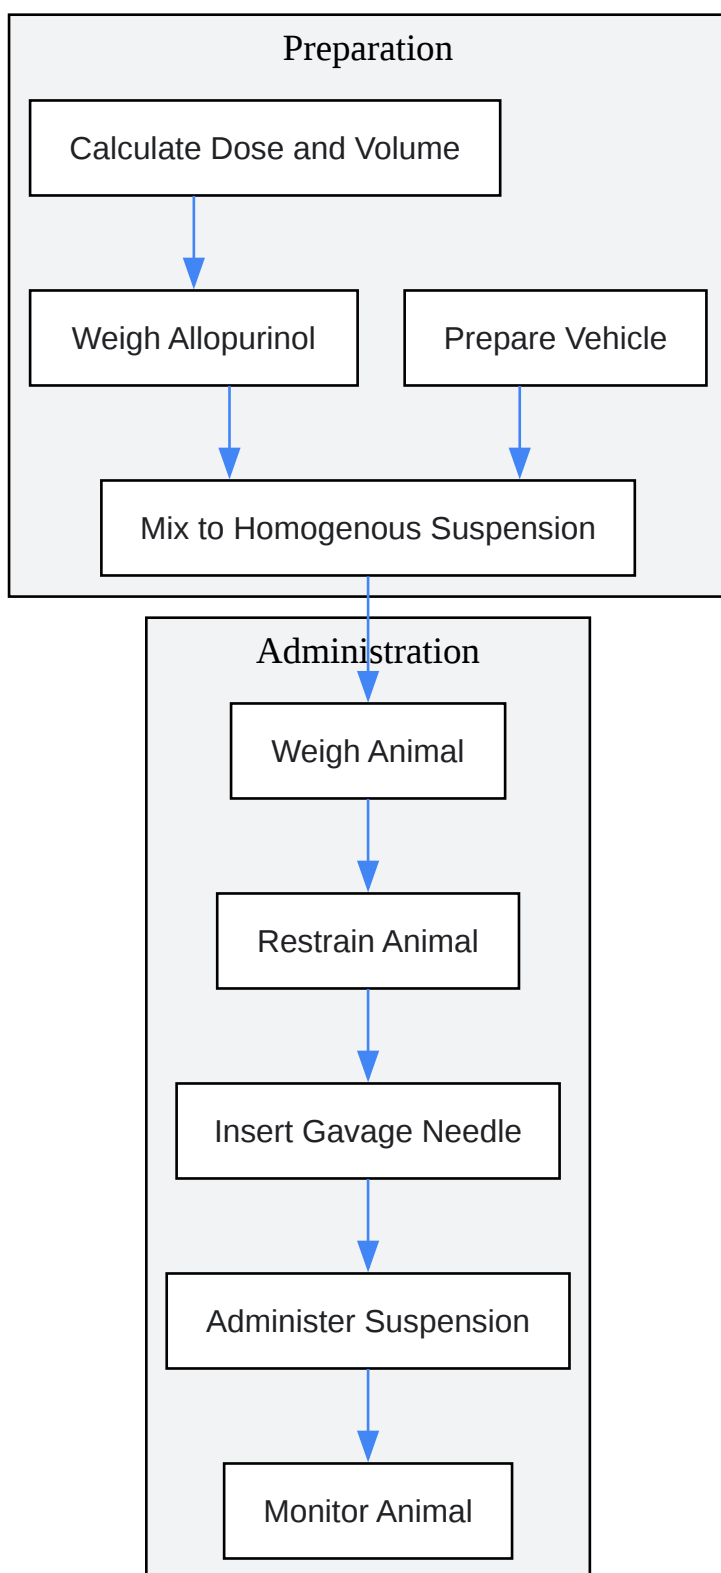 Preparation
Calculate Dose and Volume
Weigh Allopurinol
Prepare Vehicle
Mix to Homogenous Suspension
Administration
Weigh Animal
Restrain Animal
Insert Gavage Needle
Administer Suspension
Monitor Animal